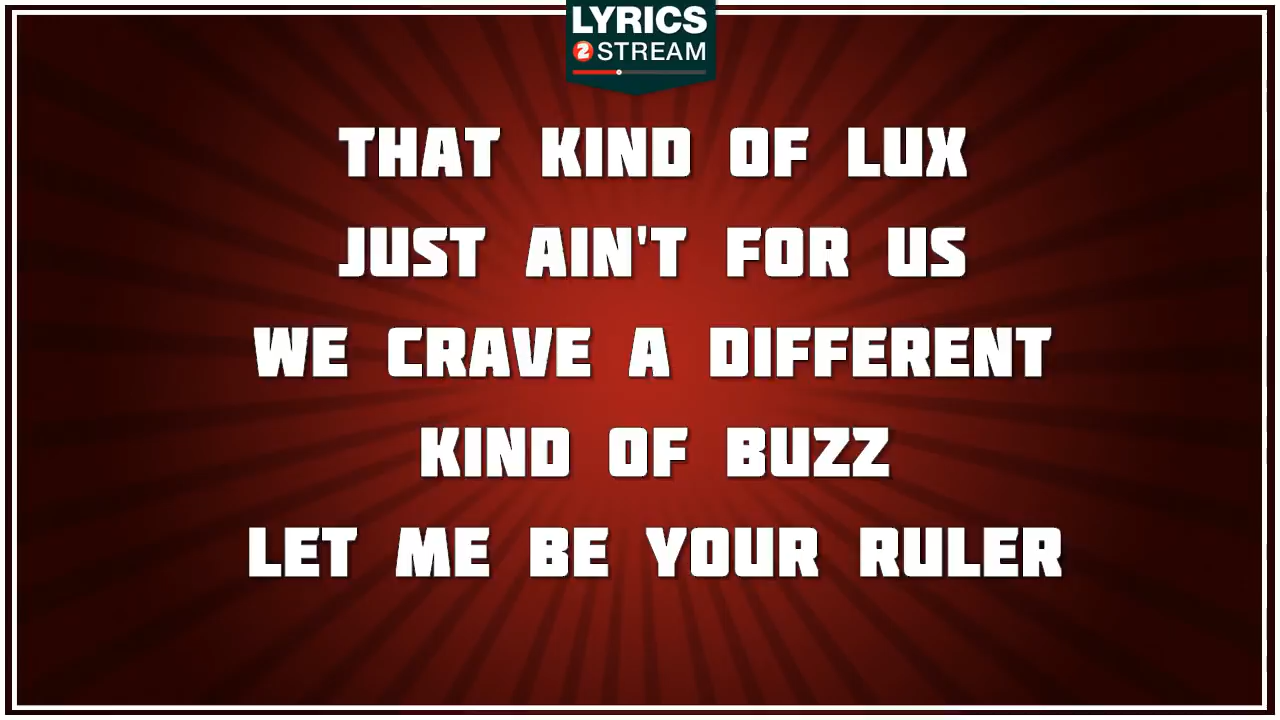 LYRICS
2 STREAM
THAT KIND OF LUX
JUST AIN'T FOR US
WE CRAVE A DIFFERENT
KIND OF BUZZ
LET ME BE YOUR RULER